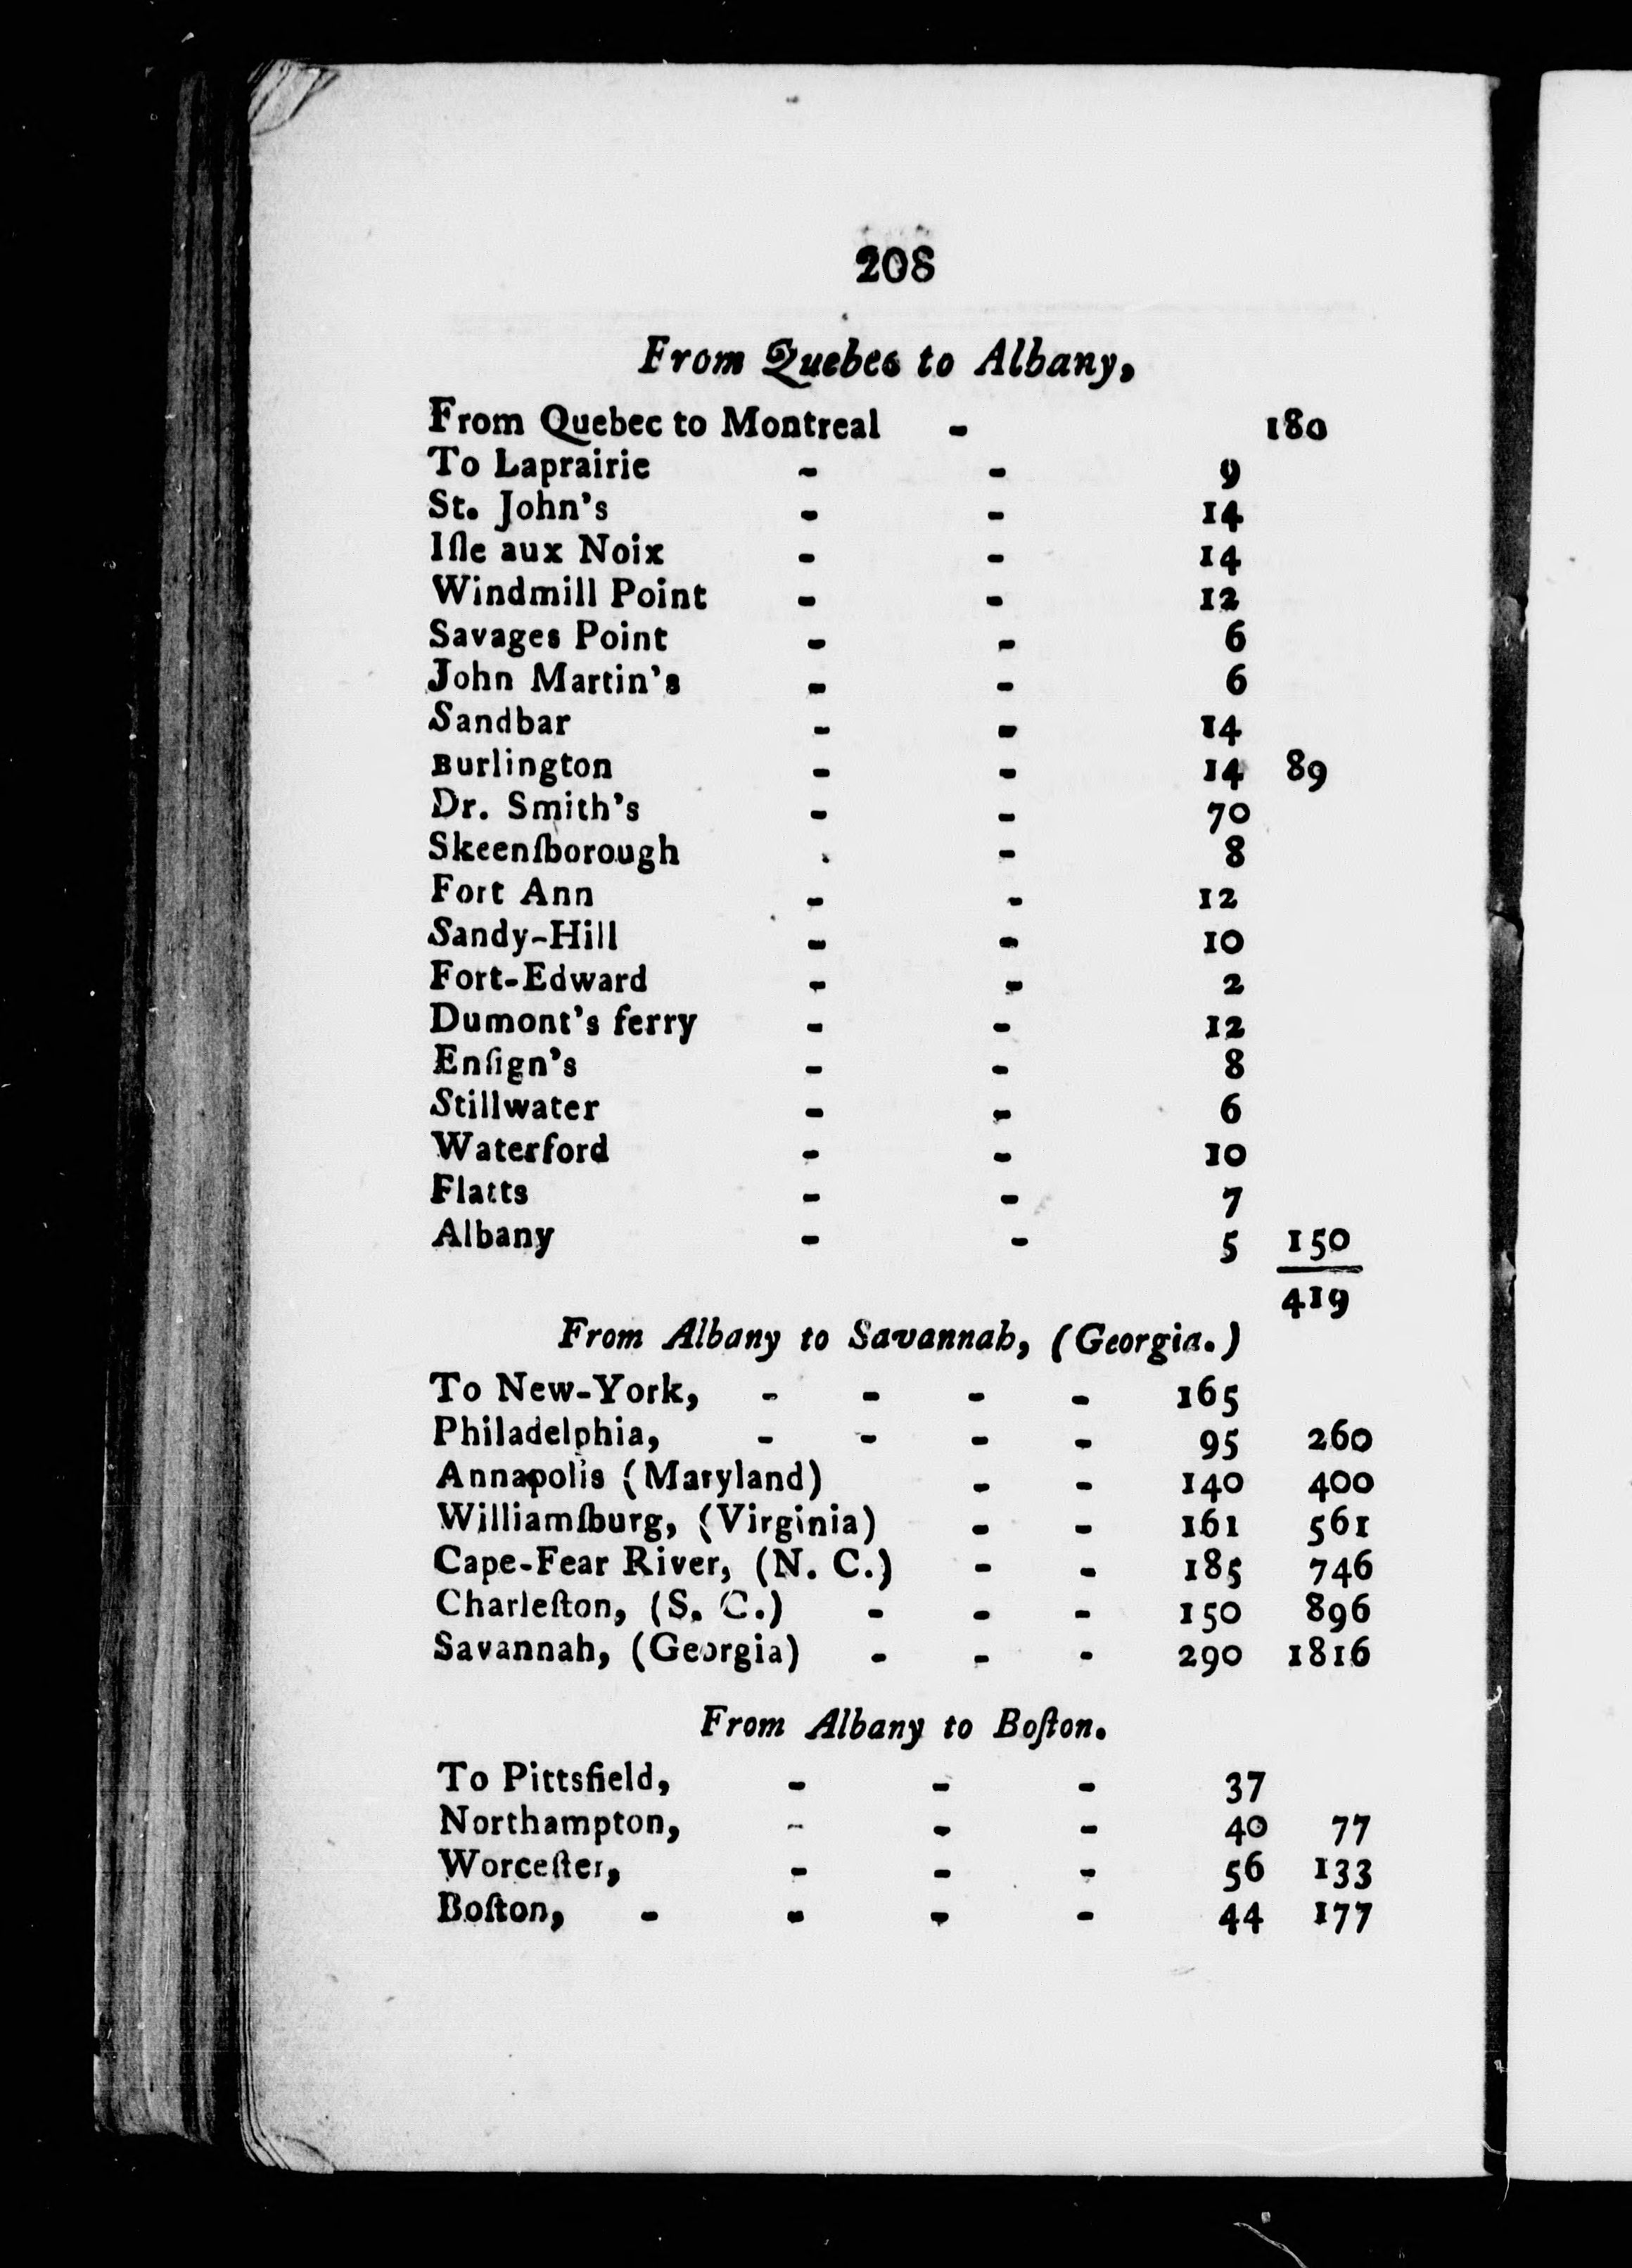 208
From Quebec to Albany,
From Quebec to Montreal - 180
To Laprairie - - 9
St. John's - - 14
Iſle aux Noix - - 14
Windmill Point - - 12
Savages Point - - 6
John Martin's - - 6
Sandbar - - 14
Burlington - - 14 89
Dr. Smith's - - 70
Skeenſborough - - 8
Fort Ann - - 12
Sandy-Hill - - 10
Fort-Edward - - 2
Dumont's ferry - - 12
Enſign's - - 8
Stillwater - - 6
Waterford - - 10
Flatts - - 7
Albany - - 5 150
419
From Albany to Savannah, (Georgia.)
To New-York, - - - - 165
Philadelphia, - - - - 95 260
Annapolis (Maryland) - - 140 400
Williamſburg, (Virginia) - - 161 561
Cape-Fear River, (N. C.) - - 185 746
Charleſton, (S. C.) - - - 150 896
Savannah, (Georgia) - - - 290 1816
From Albany to Boſton.
To Pittsfield, - - - 37
Northampton, - - - 40 77
Worceſter, - - - 56 133
Boſton, - - - - 44 177